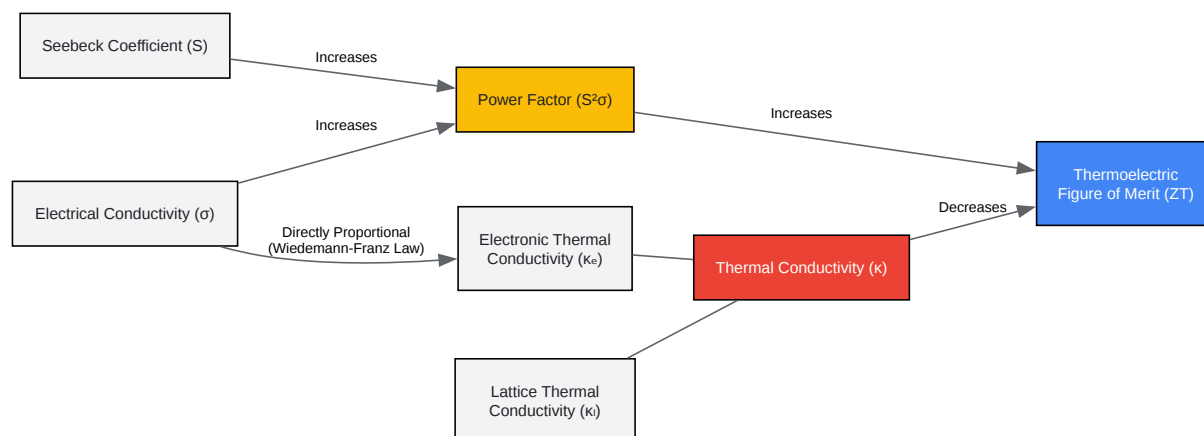 Seebeck Coefficient (S)
Increases
Power Factor (S²σ)
Increases
Increases
Thermoelectric
Figure of Merit (ZT)
Electrical Conductivity (σ)
Directly Proportional
(Wiedemann-Franz Law)
Electronic Thermal
Conductivity (κₑ)
Decreases
Thermal Conductivity (κ)
Lattice Thermal
Conductivity (κₗ)